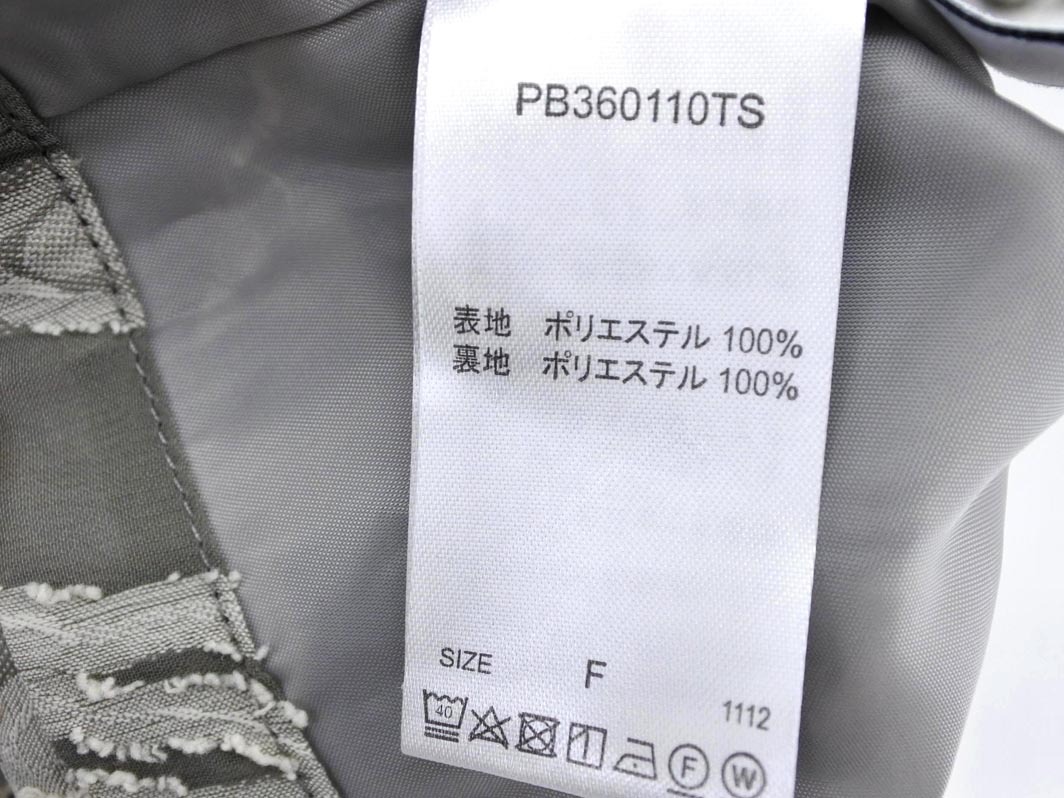 PB360110TS
表地 ポリエステル 100%
裏地 ポリエステル 100%
SIZE F
1112
40
F
W